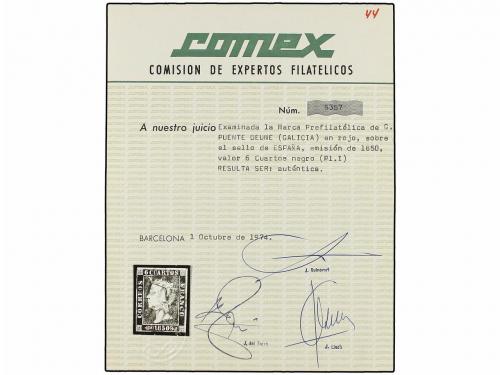 44
comex
COMISION DE EXPERTOS FILATELICOS
Núm. 5357
A nuestro juicio Examinada la Marca Prefilatélica de G.
PUENTE DEUME (GALICIA) en rojo, sobre
el sello de ESPAÑA, emisión de 1850,
valor 6 Cuartos negro (Pl.I)
RESULTA SER: auténtica.
BARCELONA 1 Octubre de 1974.
6 CUARTOS
CORREOS
FRANCO
1850
J. del
J. Llach